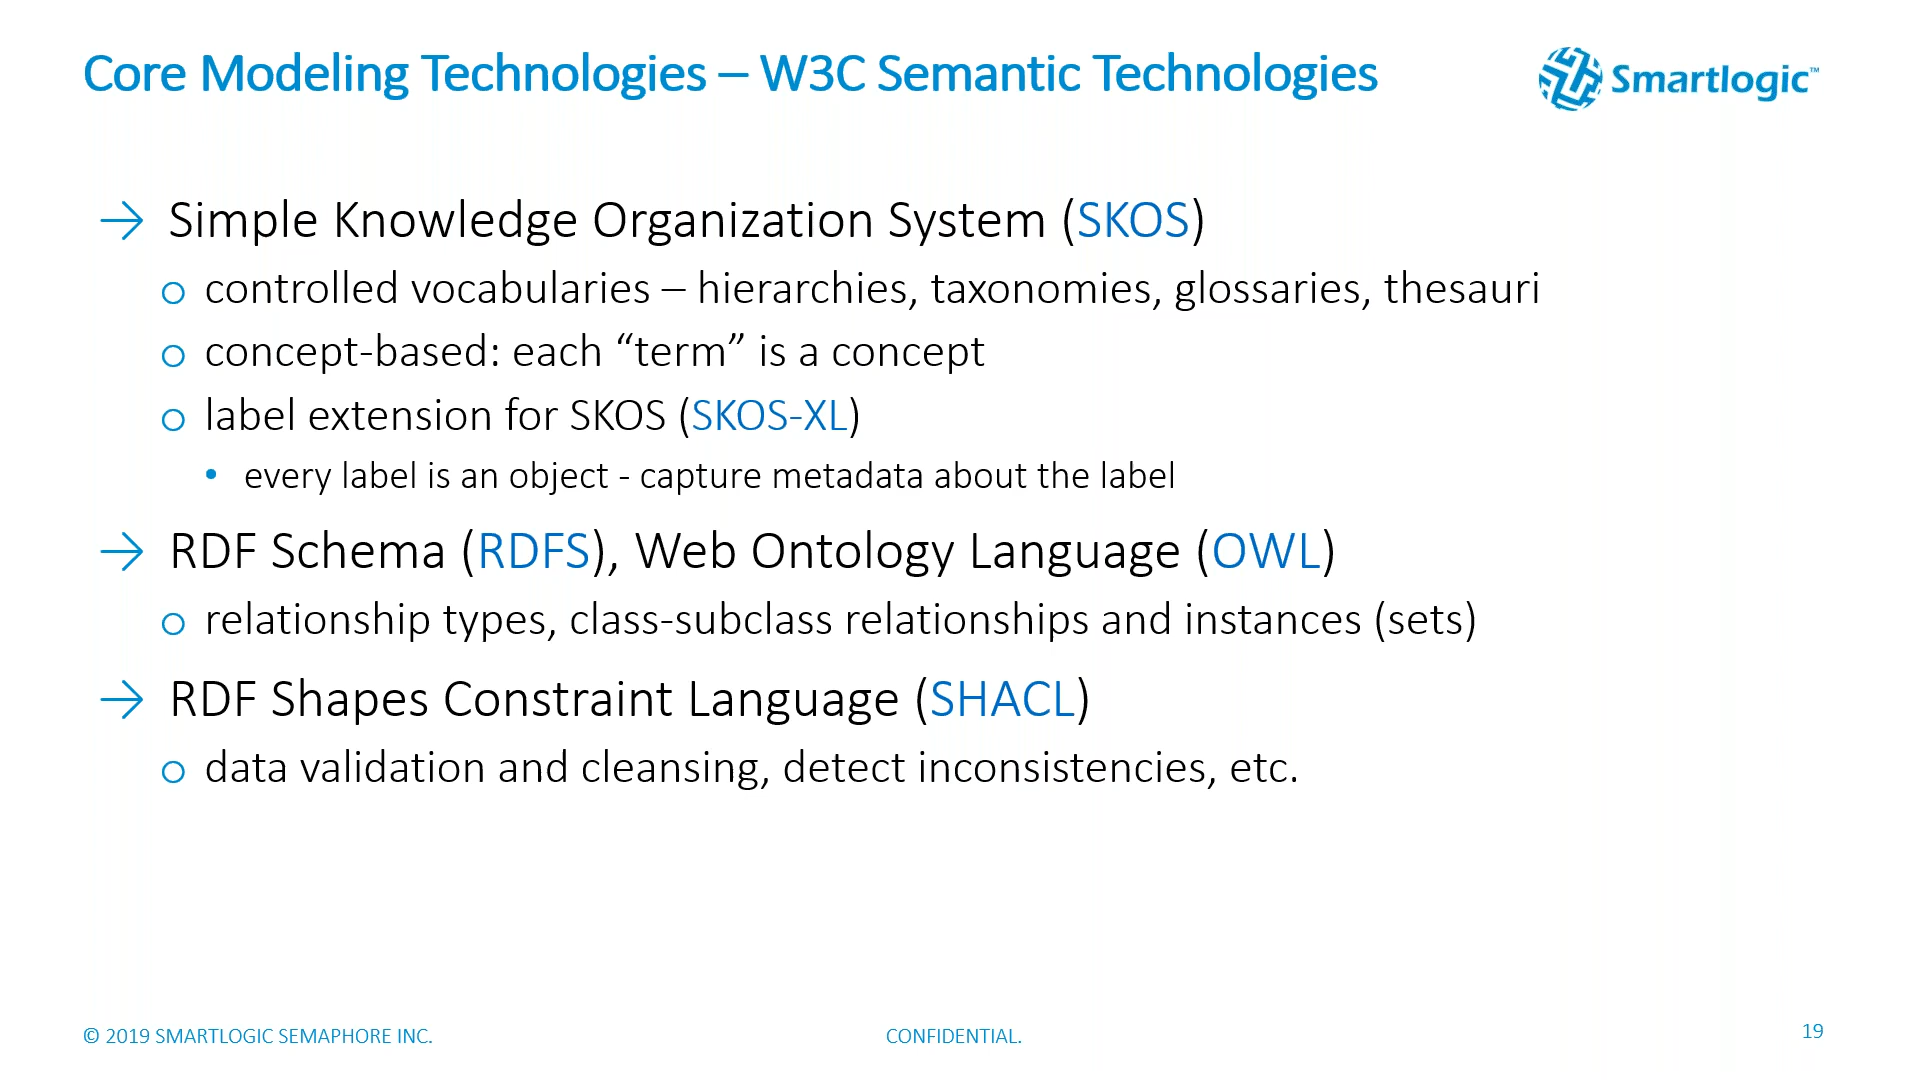 Core Modeling Technologies – W3C Semantic Technologies
Smartlogic™
→ Simple Knowledge Organization System (SKOS)
o controlled vocabularies – hierarchies, taxonomies, glossaries, thesauri
o concept-based: each “term” is a concept
o label extension for SKOS (SKOS-XL)
• every label is an object - capture metadata about the label
→ RDF Schema (RDFS), Web Ontology Language (OWL)
o relationship types, class-subclass relationships and instances (sets)
→ RDF Shapes Constraint Language (SHACL)
o data validation and cleansing, detect inconsistencies, etc.
© 2019 SMARTLOGIC SEMAPHORE INC.
CONFIDENTIAL.
19